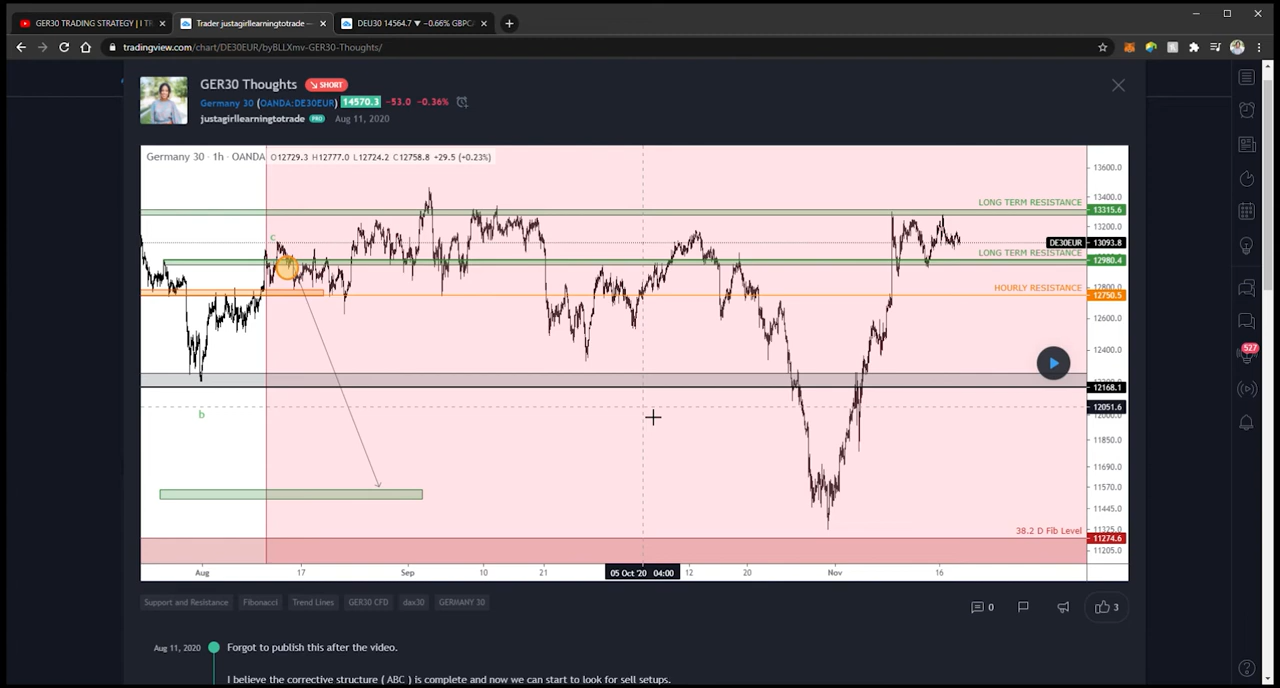 GER30 TRADING STRATEGY | I TR
Trader justagirllearningtotrade —
DEU30 14564.7 ▼ −0.66% GBPCA
tradingview.com/chart/DE30EUR/byBLLXmv-GER30-Thoughts/
GER30 Thoughts SHORT
Germany 30 (OANDA:DE30EUR) 14570.3 −53.0 −0.36%
justagirllearningtotrade PRO Aug 11, 2020
Germany 30 · 1h · OANDA O12729.3 H12777.0 L12724.2 C12758.8 +29.5 (+0.23%)
13600.0
13400.0
LONG TERM RESISTANCE
13315.6
13200.0
c
DE30EUR 13093.8
LONG TERM RESISTANCE
12980.4
12800.0
HOURLY RESISTANCE
12750.5
12600.0
12400.0
12168.1
12051.6
12000.0
b
11850.0
11690.0
11570.0
11445.0
11325.0
38.2 D Fib Level
11274.6
11205.0
Aug 17 Sep 10 21 05 Oct '20 04:00 12 20 Nov 16
Support and Resistance Fibonacci Trend Lines GER30 CFD dax30 GERMANY 30
0
3
527
Aug 11, 2020 Forgot to publish this after the video.
I believe the corrective structure ( ABC ) is complete and now we can start to look for sell setups.